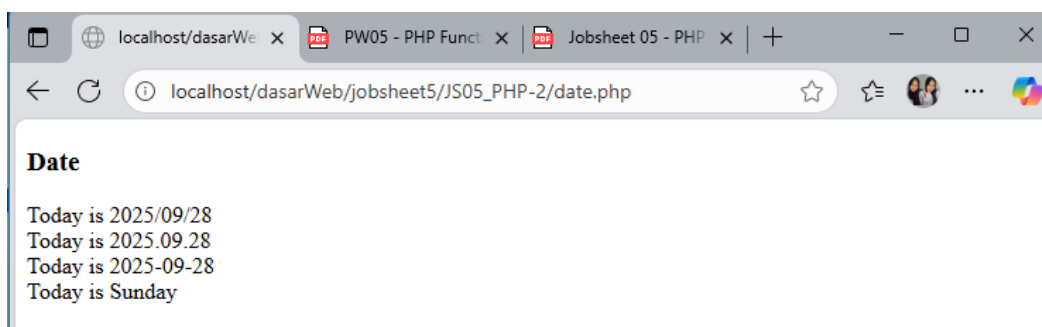 localhost/dasarWe
PW05 - PHP Funct
Jobsheet 05 - PHP
localhost/dasarWeb/jobsheet5/JS05_PHP-2/date.php
Date
Today is 2025/09/28
Today is 2025.09.28
Today is 2025-09-28
Today is Sunday